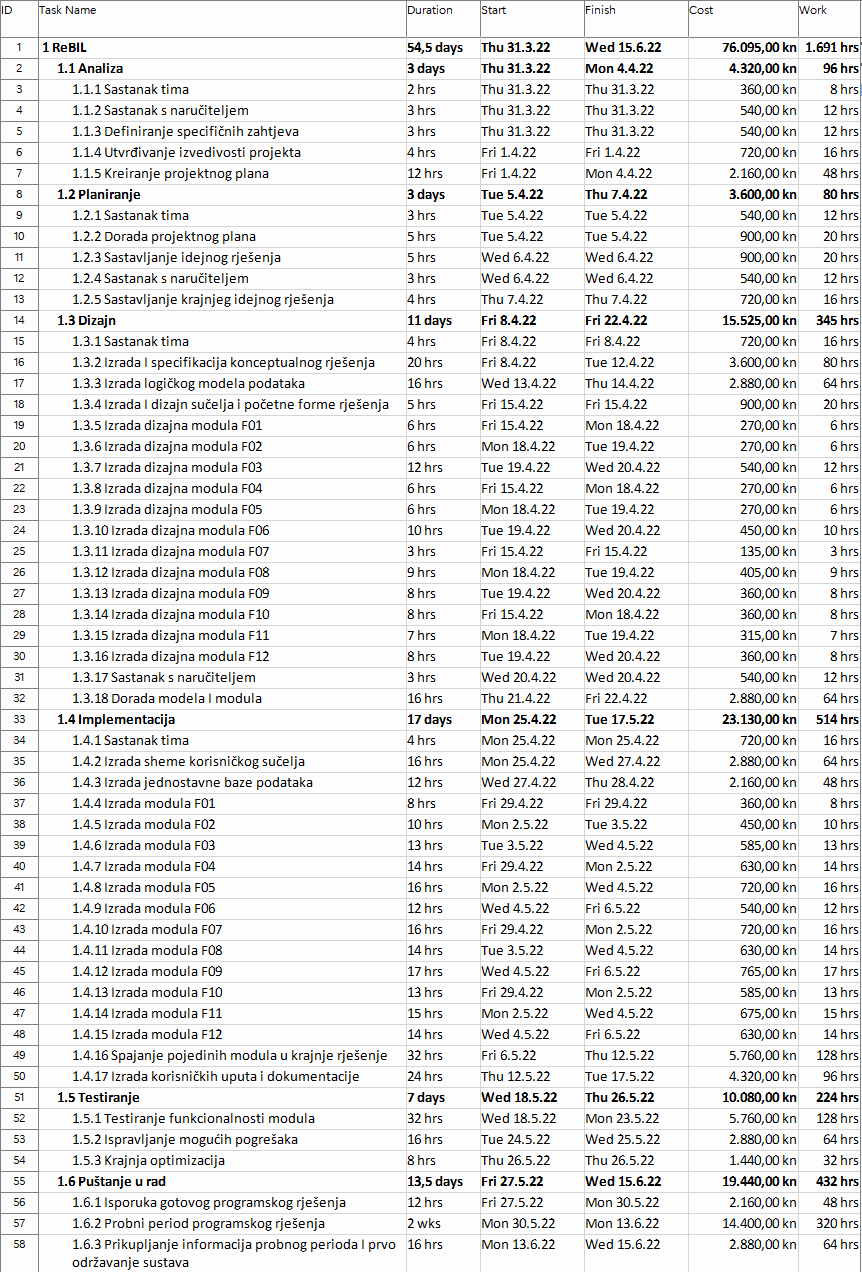 ID Task Name Duration Start Finish Cost Work
1 1 ReBIL 54,5 days Thu 31.3.22 Wed 15.6.22 76.095,00 kn 1.691 hrs
2 1.1 Analiza 3 days Thu 31.3.22 Mon 4.4.22 4.320,00 kn 96 hrs
3 1.1.1 Sastanak tima 2 hrs Thu 31.3.22 Thu 31.3.22 360,00 kn 8 hrs
4 1.1.2 Sastanak s naručiteljem 3 hrs Thu 31.3.22 Thu 31.3.22 540,00 kn 12 hrs
5 1.1.3 Definiranje specifičnih zahtjeva 3 hrs Thu 31.3.22 Thu 31.3.22 540,00 kn 12 hrs
6 1.1.4 Utvrđivanje izvedivosti projekta 4 hrs Fri 1.4.22 Fri 1.4.22 720,00 kn 16 hrs
7 1.1.5 Kreiranje projektnog plana 12 hrs Fri 1.4.22 Mon 4.4.22 2.160,00 kn 48 hrs
8 1.2 Planiranje 3 days Tue 5.4.22 Thu 7.4.22 3.600,00 kn 80 hrs
9 1.2.1 Sastanak tima 3 hrs Tue 5.4.22 Tue 5.4.22 540,00 kn 12 hrs
10 1.2.2 Dorada projektnog plana 5 hrs Tue 5.4.22 Tue 5.4.22 900,00 kn 20 hrs
11 1.2.3 Sastavljanje idejnog rješenja 5 hrs Wed 6.4.22 Wed 6.4.22 900,00 kn 20 hrs
12 1.2.4 Sastanak s naručiteljem 3 hrs Wed 6.4.22 Wed 6.4.22 540,00 kn 12 hrs
13 1.2.5 Sastavljanje krajnjeg idejnog rješenja 4 hrs Thu 7.4.22 Thu 7.4.22 720,00 kn 16 hrs
14 1.3 Dizajn 11 days Fri 8.4.22 Fri 22.4.22 15.525,00 kn 345 hrs
15 1.3.1 Sastanak tima 4 hrs Fri 8.4.22 Fri 8.4.22 720,00 kn 16 hrs
16 1.3.2 Izrada I specifikacija konceptualnog rješenja 20 hrs Fri 8.4.22 Tue 12.4.22 3.600,00 kn 80 hrs
17 1.3.3 Izrada logičkog modela podataka 16 hrs Wed 13.4.22 Thu 14.4.22 2.880,00 kn 64 hrs
18 1.3.4 Izrada I dizajn sučelja i početne forme rješenja 5 hrs Fri 15.4.22 Fri 15.4.22 900,00 kn 20 hrs
19 1.3.5 Izrada dizajna modula F01 6 hrs Fri 15.4.22 Mon 18.4.22 270,00 kn 6 hrs
20 1.3.6 Izrada dizajna modula F02 6 hrs Mon 18.4.22 Tue 19.4.22 270,00 kn 6 hrs
21 1.3.7 Izrada dizajna modula F03 12 hrs Tue 19.4.22 Wed 20.4.22 540,00 kn 12 hrs
22 1.3.8 Izrada dizajna modula F04 6 hrs Fri 15.4.22 Mon 18.4.22 270,00 kn 6 hrs
23 1.3.9 Izrada dizajna modula F05 6 hrs Mon 18.4.22 Tue 19.4.22 270,00 kn 6 hrs
24 1.3.10 Izrada dizajna modula F06 10 hrs Tue 19.4.22 Wed 20.4.22 450,00 kn 10 hrs
25 1.3.11 Izrada dizajna modula F07 3 hrs Fri 15.4.22 Fri 15.4.22 135,00 kn 3 hrs
26 1.3.12 Izrada dizajna modula F08 9 hrs Mon 18.4.22 Tue 19.4.22 405,00 kn 9 hrs
27 1.3.13 Izrada dizajna modula F09 8 hrs Tue 19.4.22 Wed 20.4.22 360,00 kn 8 hrs
28 1.3.14 Izrada dizajna modula F10 8 hrs Fri 15.4.22 Mon 18.4.22 360,00 kn 8 hrs
29 1.3.15 Izrada dizajna modula F11 7 hrs Mon 18.4.22 Tue 19.4.22 315,00 kn 7 hrs
30 1.3.16 Izrada dizajna modula F12 8 hrs Tue 19.4.22 Wed 20.4.22 360,00 kn 8 hrs
31 1.3.17 Sastanak s naručiteljem 3 hrs Wed 20.4.22 Wed 20.4.22 540,00 kn 12 hrs
32 1.3.18 Dorada modela I modula 16 hrs Thu 21.4.22 Fri 22.4.22 2.880,00 kn 64 hrs
33 1.4 Implementacija 17 days Mon 25.4.22 Tue 17.5.22 23.130,00 kn 514 hrs
34 1.4.1 Sastanak tima 4 hrs Mon 25.4.22 Mon 25.4.22 720,00 kn 16 hrs
35 1.4.2 Izrada sheme korisničkog sučelja 16 hrs Mon 25.4.22 Wed 27.4.22 2.880,00 kn 64 hrs
36 1.4.3 Izrada jednostavne baze podataka 12 hrs Wed 27.4.22 Thu 28.4.22 2.160,00 kn 48 hrs
37 1.4.4 Izrada modula F01 8 hrs Fri 29.4.22 Fri 29.4.22 360,00 kn 8 hrs
38 1.4.5 Izrada modula F02 10 hrs Mon 2.5.22 Tue 3.5.22 450,00 kn 10 hrs
39 1.4.6 Izrada modula F03 13 hrs Tue 3.5.22 Wed 4.5.22 585,00 kn 13 hrs
40 1.4.7 Izrada modula F04 14 hrs Fri 29.4.22 Mon 2.5.22 630,00 kn 14 hrs
41 1.4.8 Izrada modula F05 16 hrs Mon 2.5.22 Wed 4.5.22 720,00 kn 16 hrs
42 1.4.9 Izrada modula F06 12 hrs Wed 4.5.22 Fri 6.5.22 540,00 kn 12 hrs
43 1.4.10 Izrada modula F07 16 hrs Fri 29.4.22 Mon 2.5.22 720,00 kn 16 hrs
44 1.4.11 Izrada modula F08 14 hrs Tue 3.5.22 Wed 4.5.22 630,00 kn 14 hrs
45 1.4.12 Izrada modula F09 17 hrs Wed 4.5.22 Fri 6.5.22 765,00 kn 17 hrs
46 1.4.13 Izrada modula F10 13 hrs Fri 29.4.22 Mon 2.5.22 585,00 kn 13 hrs
47 1.4.14 Izrada modula F11 15 hrs Mon 2.5.22 Wed 4.5.22 675,00 kn 15 hrs
48 1.4.15 Izrada modula F12 14 hrs Wed 4.5.22 Fri 6.5.22 630,00 kn 14 hrs
49 1.4.16 Spajanje pojedinih modula u krajnje rješenje 32 hrs Fri 6.5.22 Thu 12.5.22 5.760,00 kn 128 hrs
50 1.4.17 Izrada korisničkih uputa i dokumentacije 24 hrs Thu 12.5.22 Tue 17.5.22 4.320,00 kn 96 hrs
51 1.5 Testiranje 7 days Wed 18.5.22 Thu 26.5.22 10.080,00 kn 224 hrs
52 1.5.1 Testiranje funkcionalnosti modula 32 hrs Wed 18.5.22 Mon 23.5.22 5.760,00 kn 128 hrs
53 1.5.2 Ispravljanje mogućih pogrešaka 16 hrs Tue 24.5.22 Wed 25.5.22 2.880,00 kn 64 hrs
54 1.5.3 Krajnja optimizacija 8 hrs Thu 26.5.22 Thu 26.5.22 1.440,00 kn 32 hrs
55 1.6 Puštanje u rad 13,5 days Fri 27.5.22 Wed 15.6.22 19.440,00 kn 432 hrs
56 1.6.1 Isporuka gotovog programskog rješenja 12 hrs Fri 27.5.22 Mon 30.5.22 2.160,00 kn 48 hrs
57 1.6.2 Probni period programskog rješenja 2 wks Mon 30.5.22 Mon 13.6.22 14.400,00 kn 320 hrs
58 1.6.3 Prikupljanje informacija probnog perioda I prvo 16 hrs Mon 13.6.22 Wed 15.6.22 2.880,00 kn 64 hrs
održavanje sustava